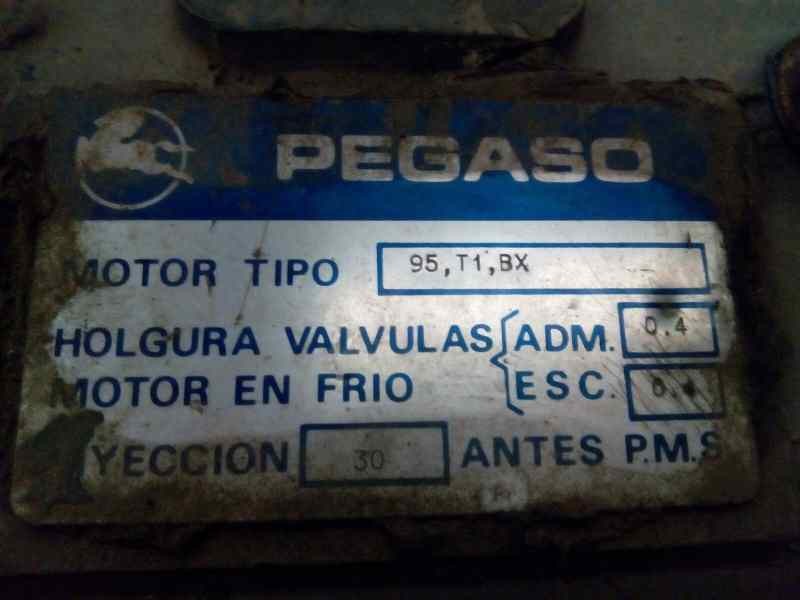 PEGASO
MOTOR TIPO 95,T1,BX
HOLGURA VALVULAS ADM. 0.4
MOTOR EN FRIO ESC.
YECCION 30 ANTES P.M.S